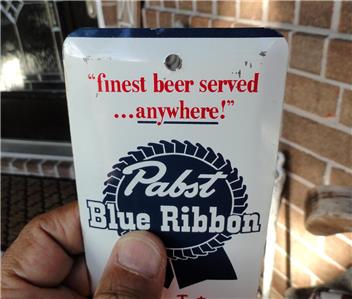 “finest beer served
...anywhere!”
Pabst
Blue Ribbon